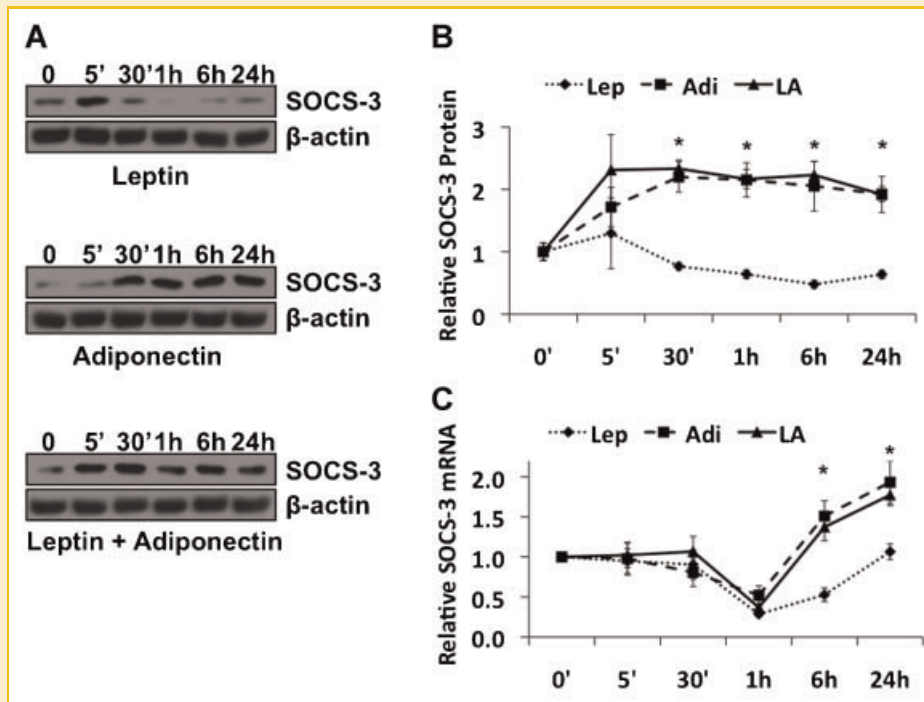 A
0 5' 30' 1h 6h 24h
SOCS-3
β-actin
Leptin
0 5' 30' 1h 6h 24h
SOCS-3
β-actin
Adiponectin
0 5' 30' 1h 6h 24h
SOCS-3
β-actin
Leptin + Adiponectin
B
Lep Adi LA
Relative SOCS-3 Protein
3
2
1
0
* * * *
0' 5' 30' 1h 6h 24h
C
Lep Adi LA
Relative SOCS-3 mRNA
2.0
1.5
1.0
0.5
0.0
* *
0' 5' 30' 1h 6h 24h